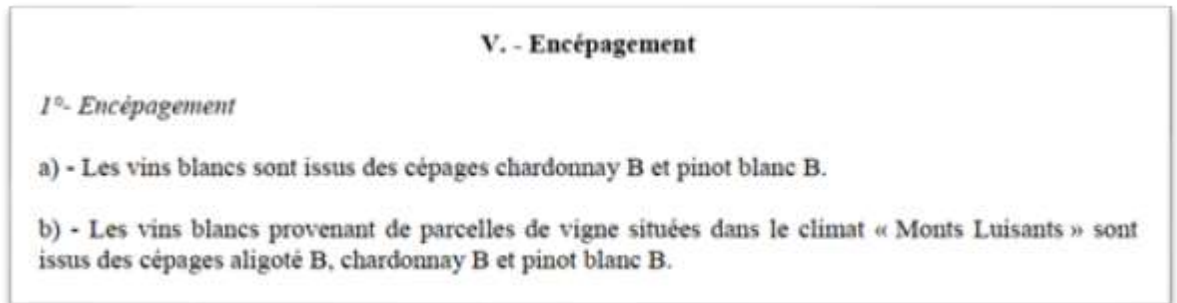 V. - Encépagement
1°- Encépagement
a) - Les vins blancs sont issus des cépages chardonnay B et pinot blanc B.
b) - Les vins blancs provenant de parcelles de vigne situées dans le climat « Monts Luisants » sont
issus des cépages aligoté B, chardonnay B et pinot blanc B.